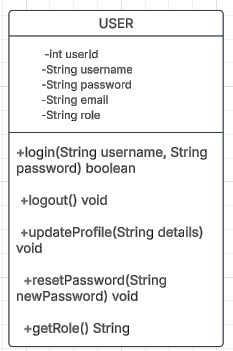 USER
-int userId
-String username
-String password
-String email
-String role
+login(String username, String
password) boolean
+logout() void
+updateProfile(String details)
void
+resetPassword(String
newPassword) void
+getRole() String